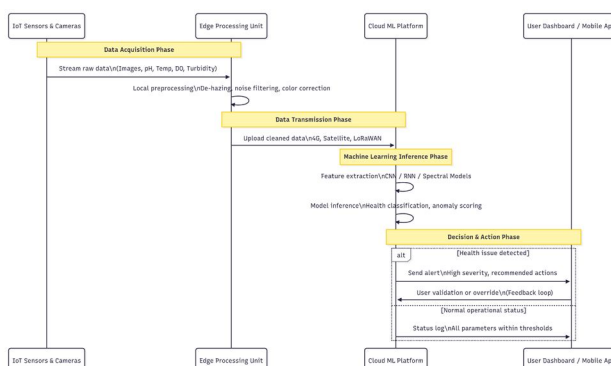 IoT Sensors & Cameras
Edge Processing Unit
Cloud ML Platform
User Dashboard / Mobile Ap
Data Acquisition Phase
Stream raw data\n(Images, pH, Temp, DO, Turbidity)
Local preprocessing\nDe-hazing, noise filtering, color correction
Data Transmission Phase
Upload cleaned data\n4G, Satellite, LoRaWAN
Machine Learning Inference Phase
Feature extraction\nCNN / RNN / Spectral Models
Model inference\nHealth classification, anomaly scoring
Decision & Action Phase
alt
[Health issue detected]
Send alert\nHigh severity, recommended actions
User validation or override\n(Feedback loop)
[Normal operational status]
Status log\nAll parameters within thresholds
IoT Sensors & Cameras
Edge Processing Unit
Cloud ML Platform
User Dashboard / Mobile Ap